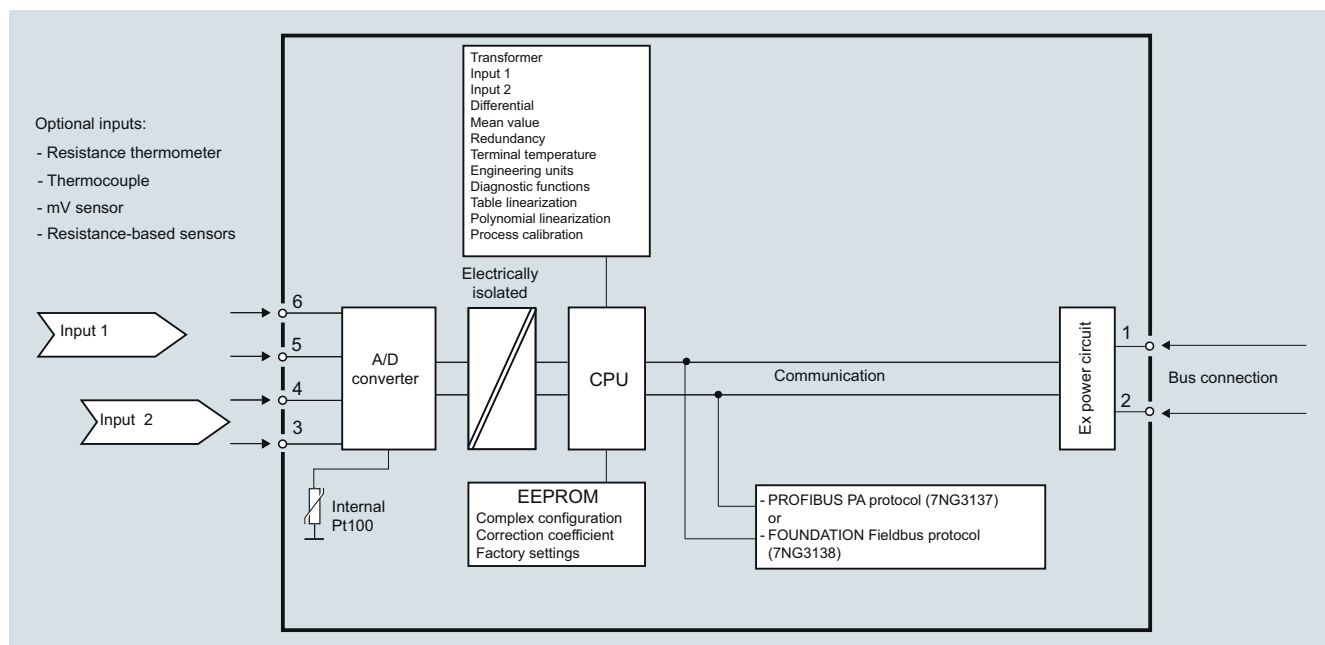 Transformer
Input 1
Input 2
Differential
Mean value
Redundancy
Terminal temperature
Engineering units
Diagnostic functions
Table linearization
Polynomial linearization
Process calibration
Optional inputs:
- Resistance thermometer
- Thermocouple
- mV sensor
- Resistance-based sensors
Electrically
isolated
Input 1
Input 2
6
5
4
3
A/D
converter
CPU
Communication
Ex power circuit
1
2
Bus connection
Internal
Pt100
EEPROM
Complex configuration
Correction coefficient
Factory settings
- PROFIBUS PA protocol (7NG3137)
or
- FOUNDATION Fieldbus protocol
(7NG3138)